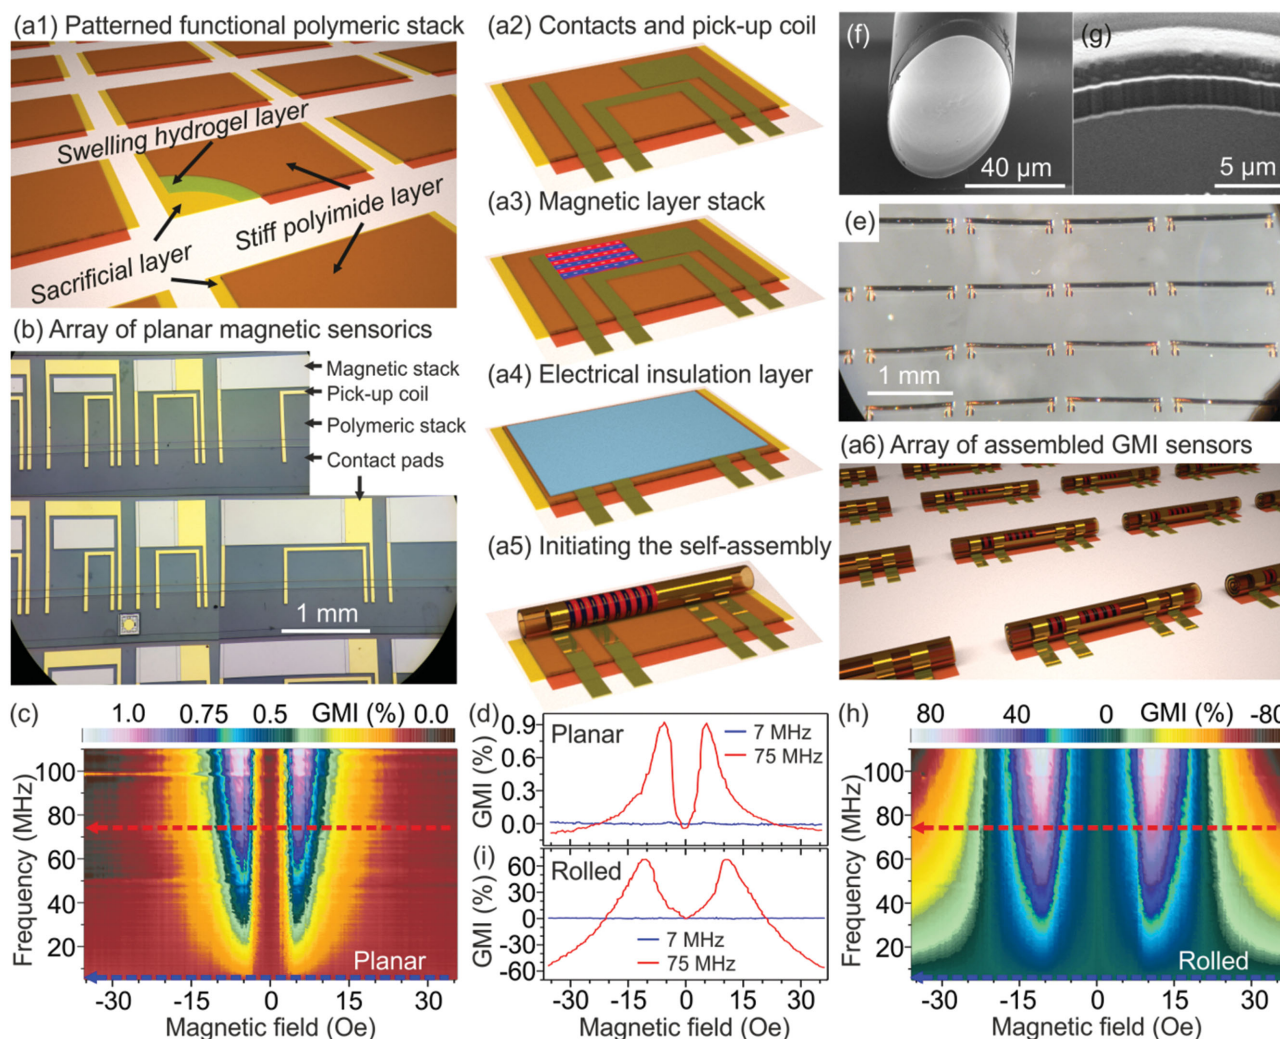 (a1) Patterned functional polymeric stack
Swelling hydrogel layer
Stiff polyimide layer
Sacrificial layer
(b) Array of planar magnetic sensorics
Magnetic stack
Pick-up coil
Polymeric stack
Contact pads
1 mm
(a2) Contacts and pick-up coil
(a3) Magnetic layer stack
(a4) Electrical insulation layer
(a5) Initiating the self-assembly
(f)
40 µm
(g)
5 µm
(e)
1 mm
(a6) Array of assembled GMI sensors
(c)
1.0 0.75 0.5 GMI (%) 0.0
Frequency (MHz)
100
80
60
40
20
Planar
-30 -15 0 15 30
Magnetic field (Oe)
(d)
GMI (%)
0.9
0.6
0.3
0.0
Planar
7 MHz
75 MHz
(i)
GMI (%)
60
30
0
-30
-60
Rolled
7 MHz
75 MHz
-30 -15 0 15 30
Magnetic field (Oe)
(h)
80 40 0 GMI (%) -80
Frequency (MHz)
100
80
60
40
20
Rolled
-30 -15 0 15 30
Magnetic field (Oe)